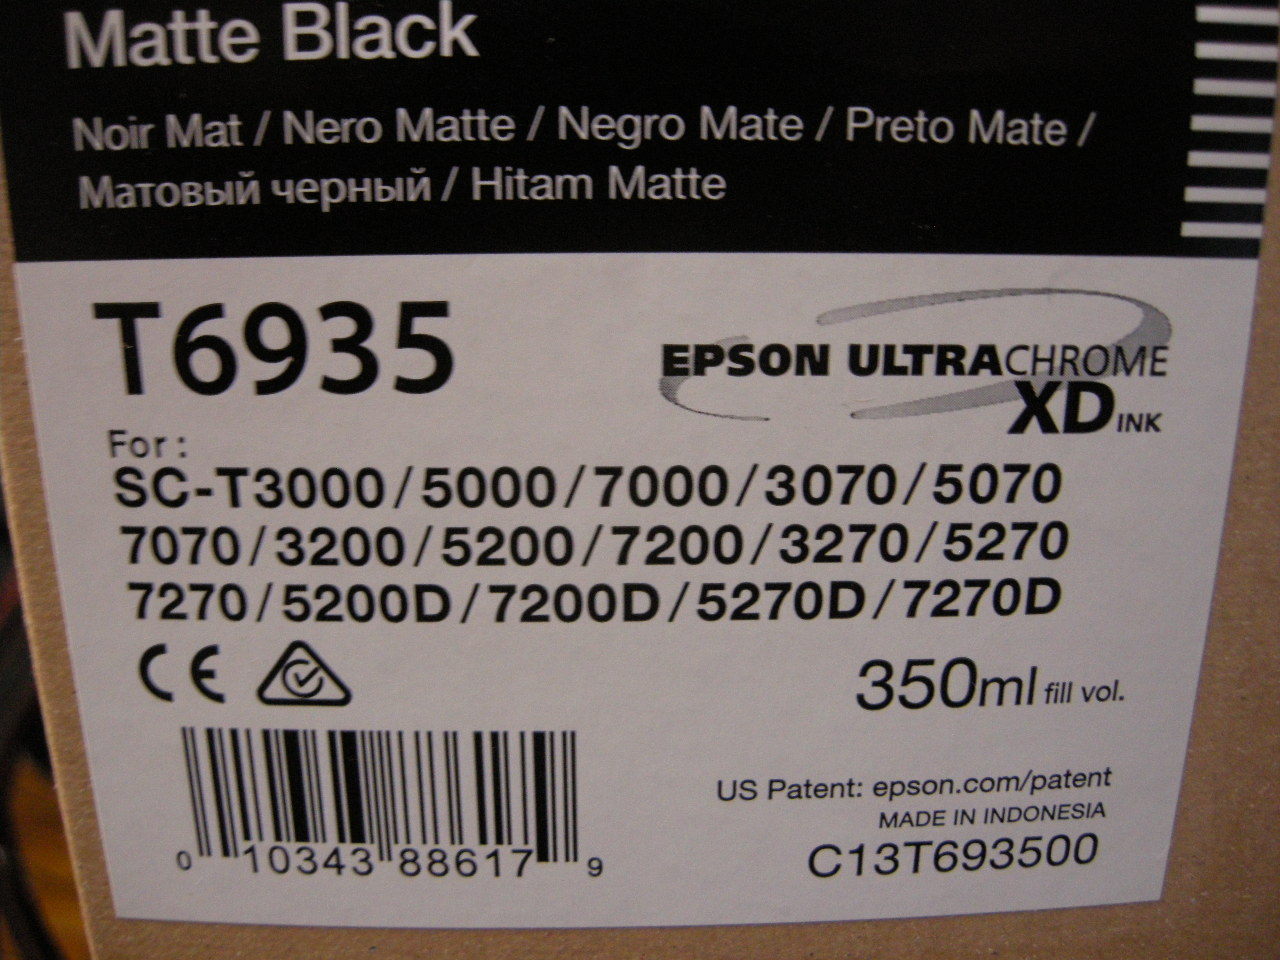 Matte Black
Noir Mat / Nero Matte / Negro Mate / Preto Mate /
Матовый черный / Hitam Matte
T6935
EPSON ULTRACHROME
XD INK
For :
SC-T3000/5000/7000/3070/5070
7070/3200/5200/7200/3270/5270
7270/5200D/7200D/5270D/7270D
CE
350ml fill vol.
US Patent: epson.com/patent
MADE IN INDONESIA
C13T693500
0 10343 88617 9